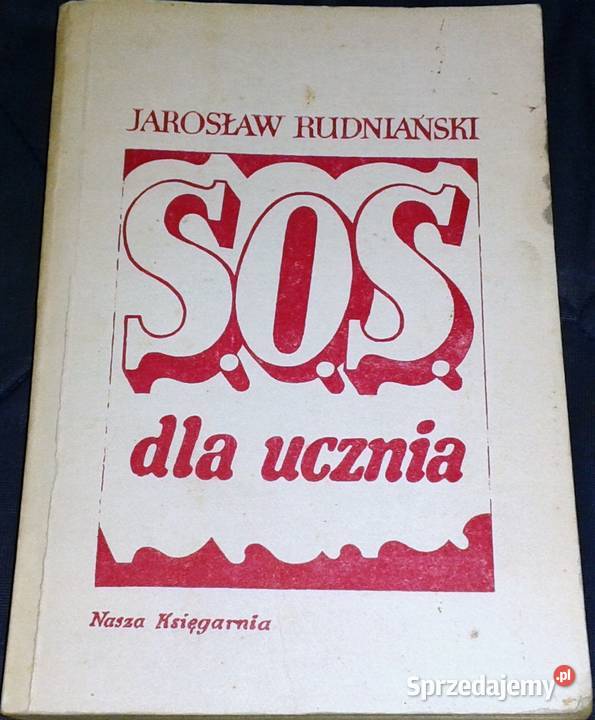 JAROSŁAW RUDNIAŃSKI
S.O.S.
dla ucznia
Nasza Księgarnia
Sprzedajemy.pl